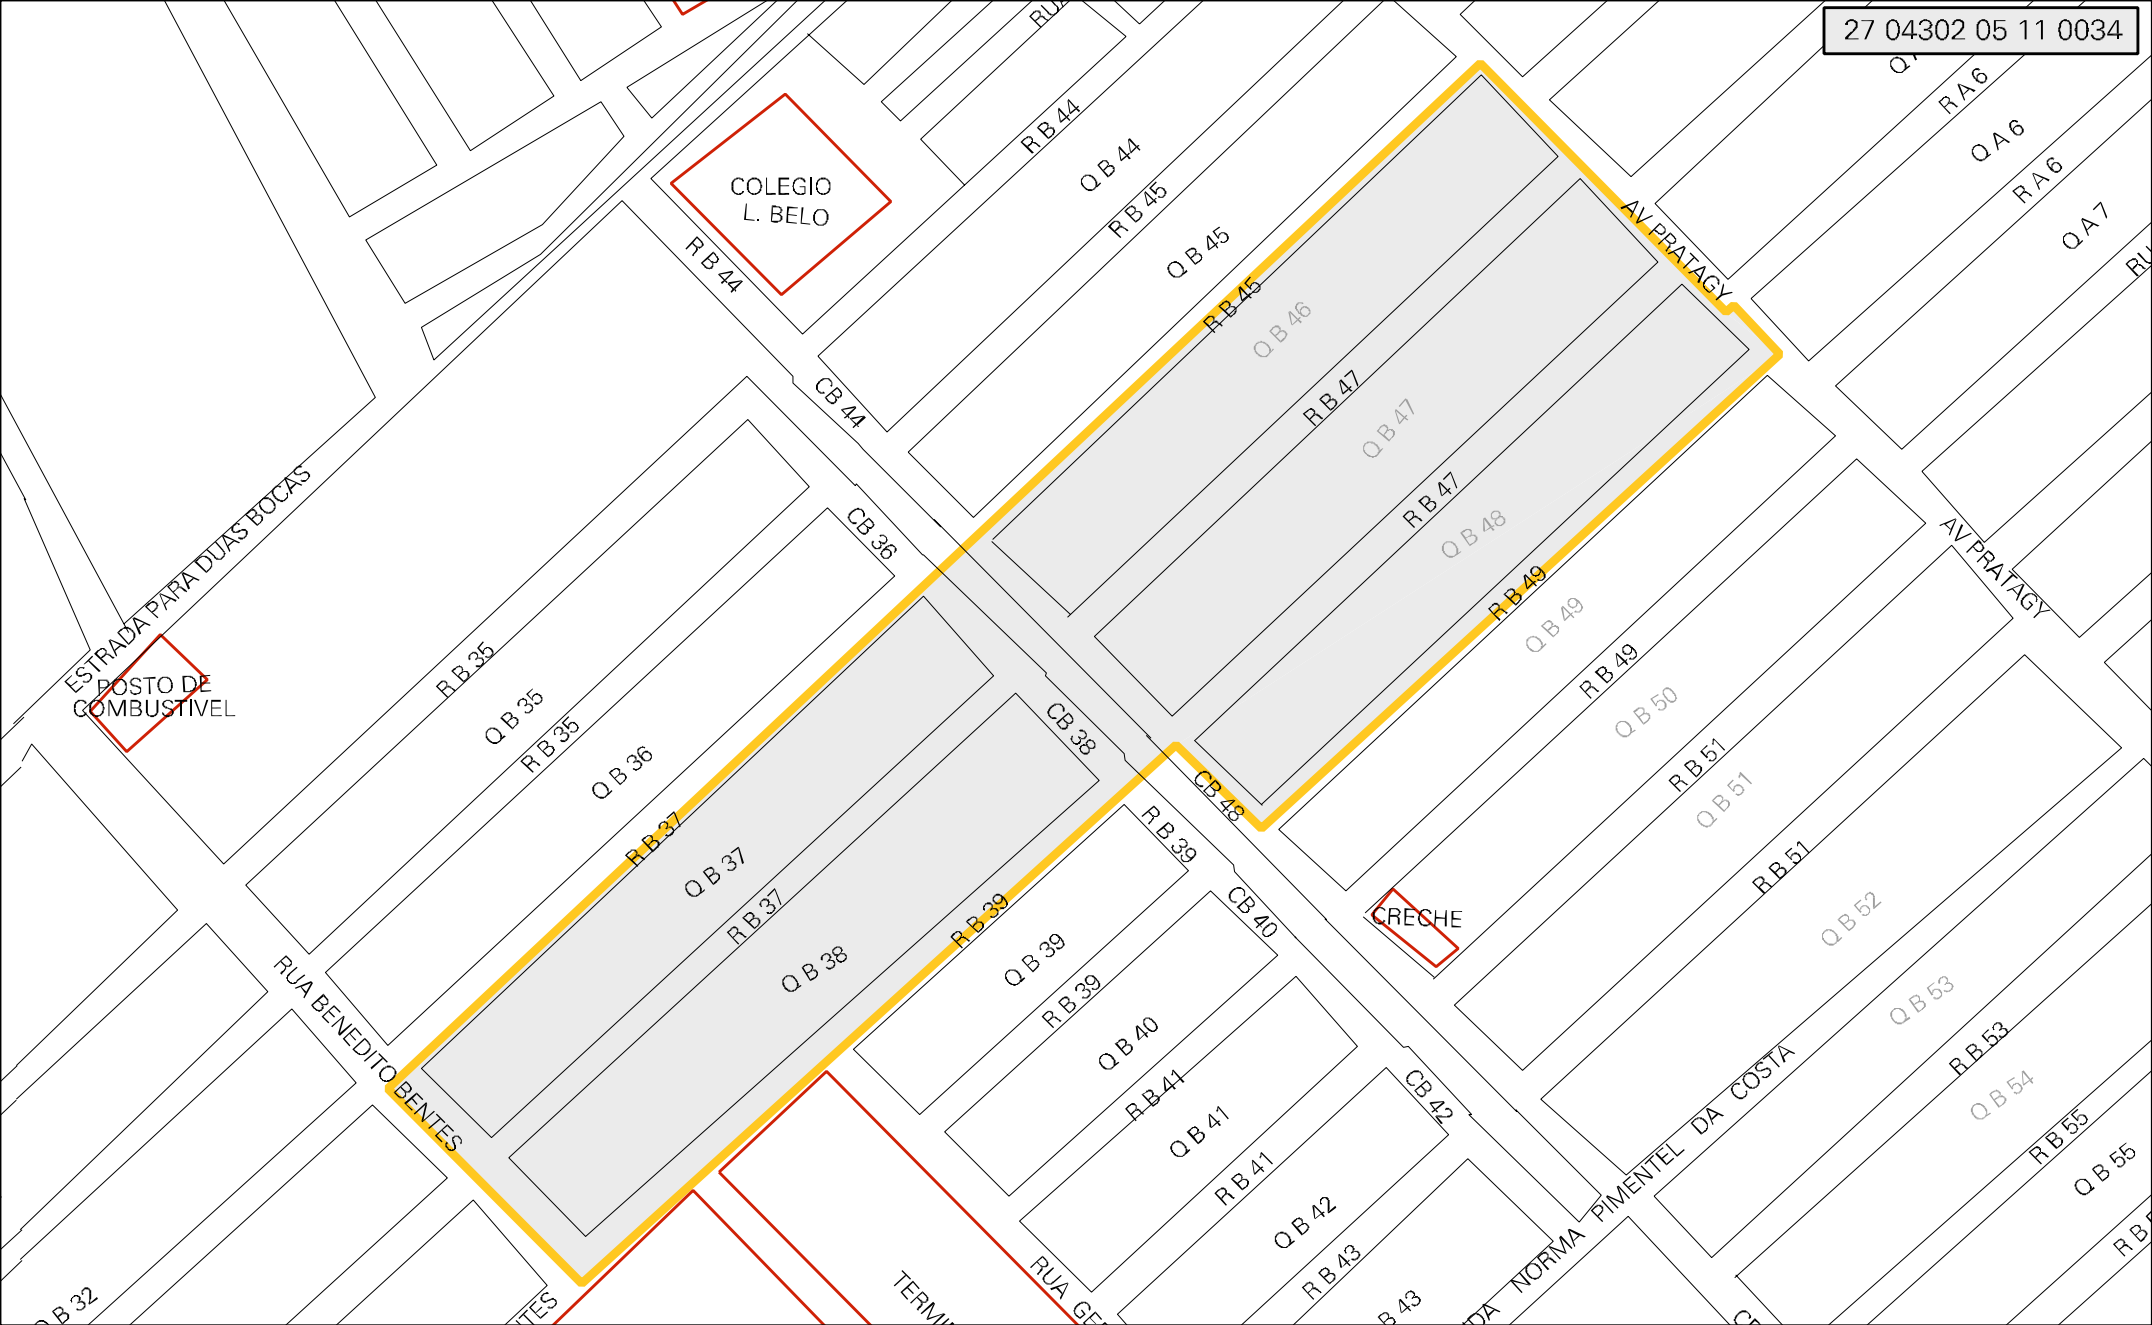 27 04302 05 11 0034
R A 6
Q A 6
R A 6
Q A 7
R B 44
Q B 44
R B 45
Q B 45
COLEGIO
L. BELO
R B 44
CB 44
AV PRATAGY
R B 45
Q B 46
R B 47
Q B 47
R B 47
Q B 48
R B 49
Q B 49
R B 49
Q B 50
R B 51
Q B 51
R B 51
Q B 52
Q B 53
R B 53
Q B 54
R B 55
Q B 55
AV PRATAGY
ESTRADA PARA DUAS BOCAS
POSTO DE
COMBUSTIVEL
R B 35
Q B 35
R B 35
Q B 36
CB 36
R B 37
Q B 37
R B 37
Q B 38
CB 38
R B 39
CB 48
R B 39
Q B 39
R B 39
CB 40
Q B 40
R B 41
Q B 41
R B 41
Q B 42
R B 43
CB 42
CRECHE
RUA BENEDITO BENTES
NORMA PIMENTEL DA COSTA
RUA
B 43
B 32